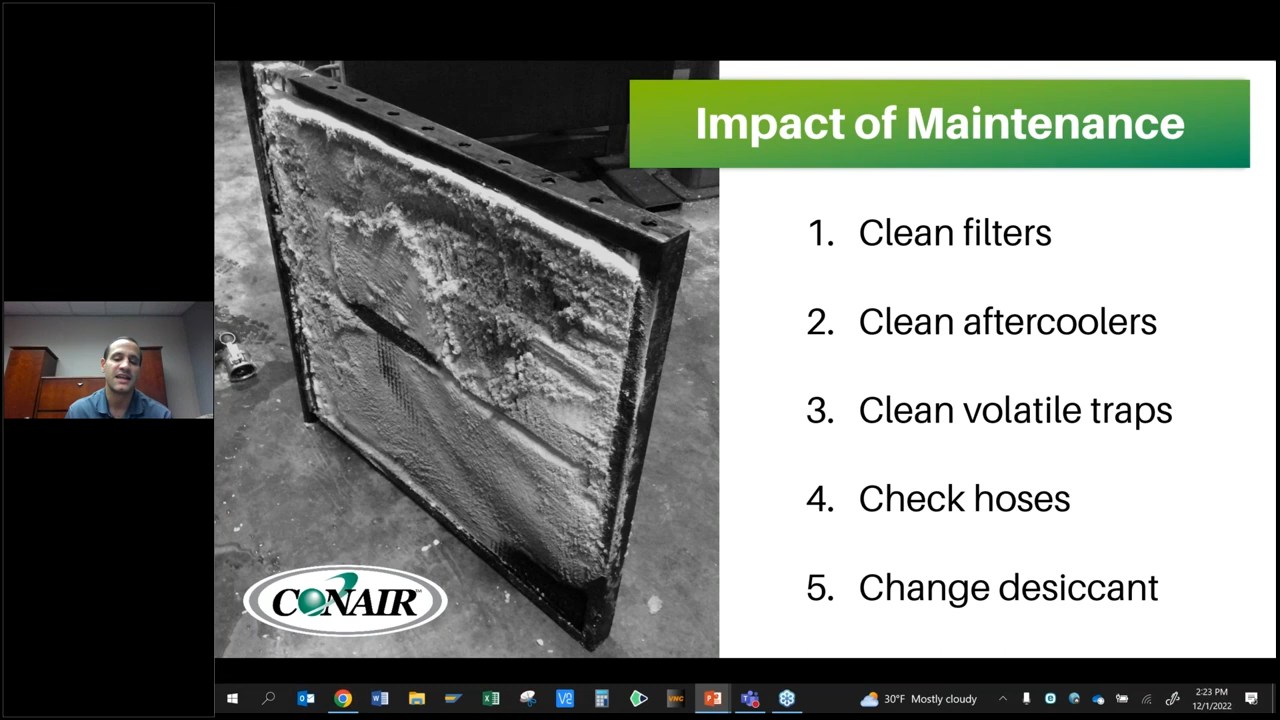 Impact of Maintenance
1. Clean filters
2. Clean aftercoolers
3. Clean volatile traps
4. Check hoses
5. Change desiccant
CONAIR
VNC
30°F Mostly cloudy
2:23 PM
12/1/2022